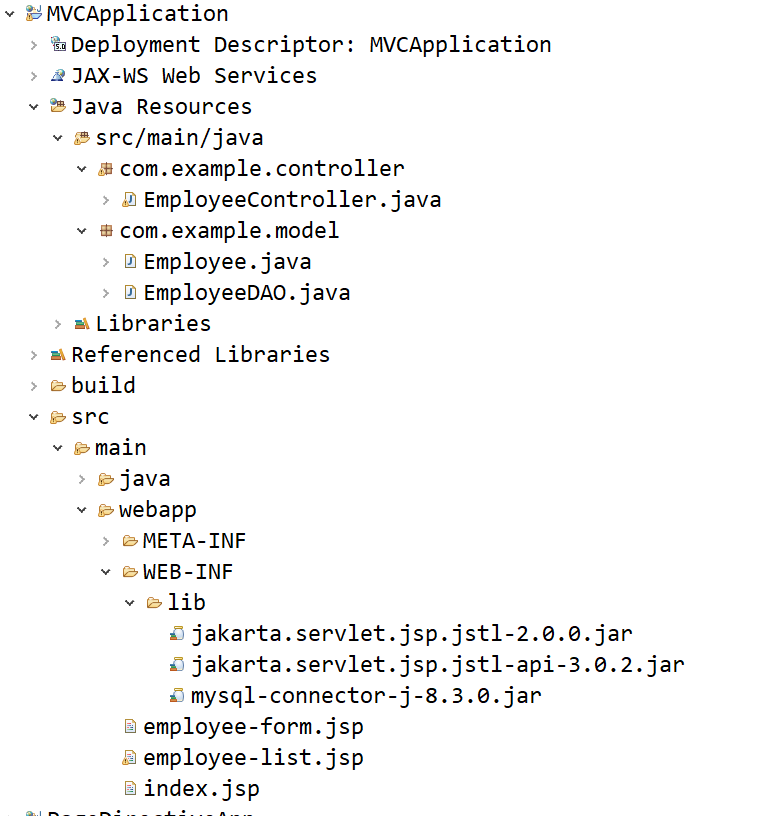 MVCApplication
Deployment Descriptor: MVCApplication
JAX-WS Web Services
Java Resources
src/main/java
com.example.controller
EmployeeController.java
com.example.model
Employee.java
EmployeeDAO.java
Libraries
Referenced Libraries
build
src
main
java
webapp
META-INF
WEB-INF
lib
jakarta.servlet.jsp.jstl-2.0.0.jar
jakarta.servlet.jsp.jstl-api-3.0.2.jar
mysql-connector-j-8.3.0.jar
employee-form.jsp
employee-list.jsp
index.jsp